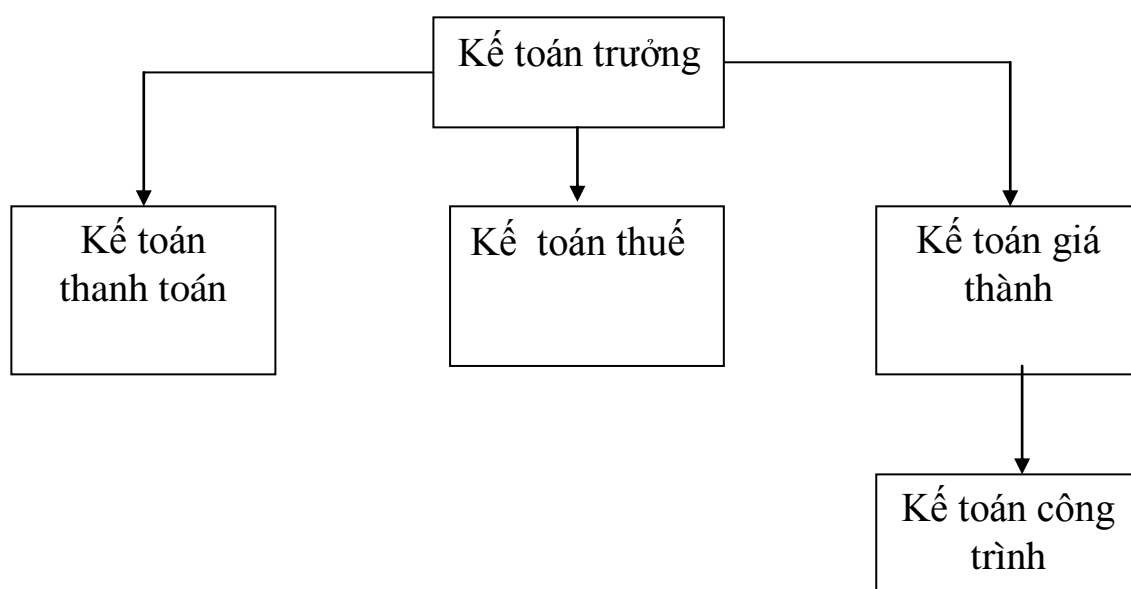 Kế toán trưởng
Kế toán
thanh toán
Kế toán thuế
Kế toán giá
thành
Kế toán công
trình